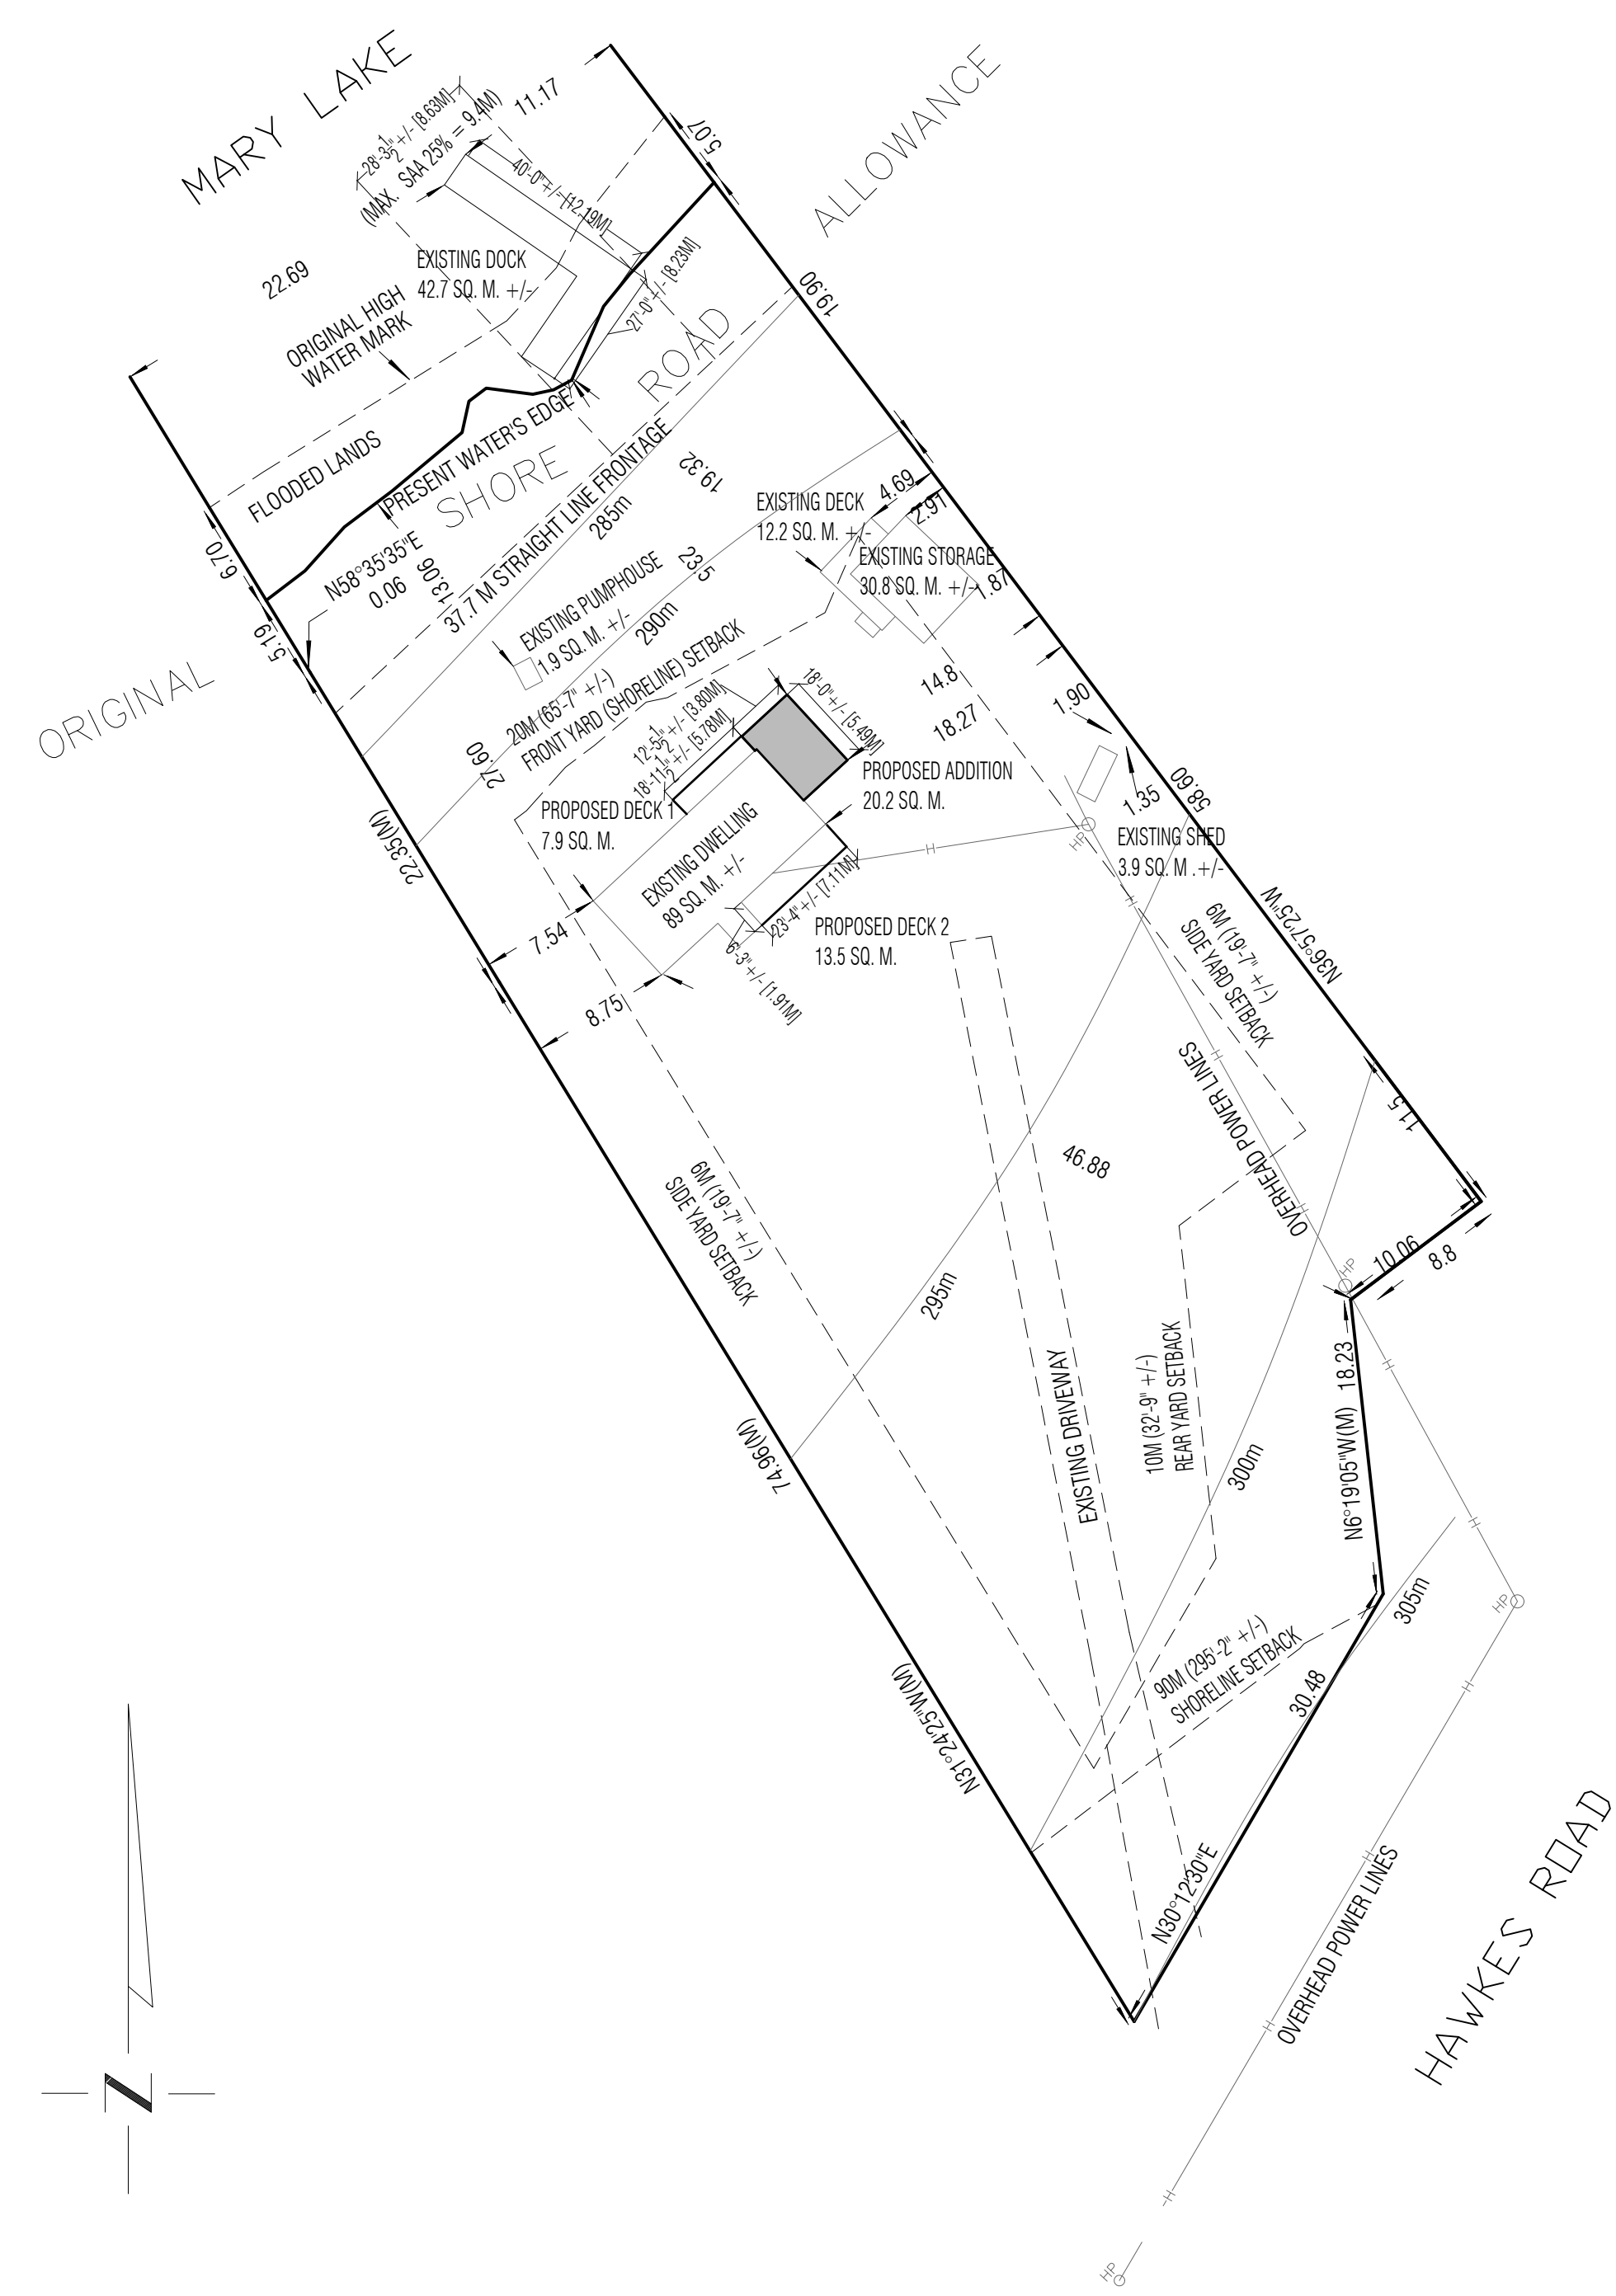 MARY LAKE
28'-3 1/2"+/- [8.63M]
(MAX. SAA 25% = 9.4M)
11.17
5.07
ALLOWANCE
40'-0"+/- [12.19M]
EXISTING DOCK
42.7 SQ. M. +/-
22.69
ORIGINAL HIGH
WATER MARK
27'-0"+/- [8.23M]
19.90
ROAD
FLOODED LANDS
PRESENT WATER'S EDGE
SHORE
37.7 M STRAIGHT LINE FRONTAGE
285m
19.32
6.70
N58°35'35"E
0.06
13.06
5.19
ORIGINAL
EXISTING DECK
12.2 SQ. M. +/-
4.69
2.91
EXISTING STORAGE
30.8 SQ. M. +/-
1.87
23.5
EXISTING PUMPHOUSE
1.9 SQ. M. +/-
290m
20M (65'-7" +/-)
FRONT YARD (SHORELINE) SETBACK
27.60
12'-5 1/2"+/- [3.80M]
18'-11 1/2"+/- [5.78M]
18'-0"+/- [5.49M]
14.8
18.27
1.90
1.35
58.60
PROPOSED ADDITION
20.2 SQ. M.
PROPOSED DECK 1
7.9 SQ. M.
EXISTING DWELLING
89 SQ. M. +/-
22.35(M)
HP
H
EXISTING SHED
3.9 SQ. M .+/-
H
23'-4"+/- [7.11M]
PROPOSED DECK 2
13.5 SQ. M.
6'-3"+/- [1.91M]
7.54
8.75
6M (19'-7" +/-)
SIDE YARD SETBACK
N36°57'25"W
OVERHEAD POWER LINES
H
H
11.5
46.88
6M (19'-7" +/-)
SIDE YARD SETBACK
295m
HP
10.06
8.8
18.23
N6°19'05"W(M)
H
10M (32'-9" +/-)
REAR YARD SETBACK
EXISTING DRIVEWAY
300m
74.96(M)
H
305m
HP
90M (295'-2" +/-)
SHORELINE SETBACK
30.48
N31°24'25"W(M)
H
N30°12'30"E
H
OVERHEAD POWER LINES
HAWKES ROAD
H
H
HP
N